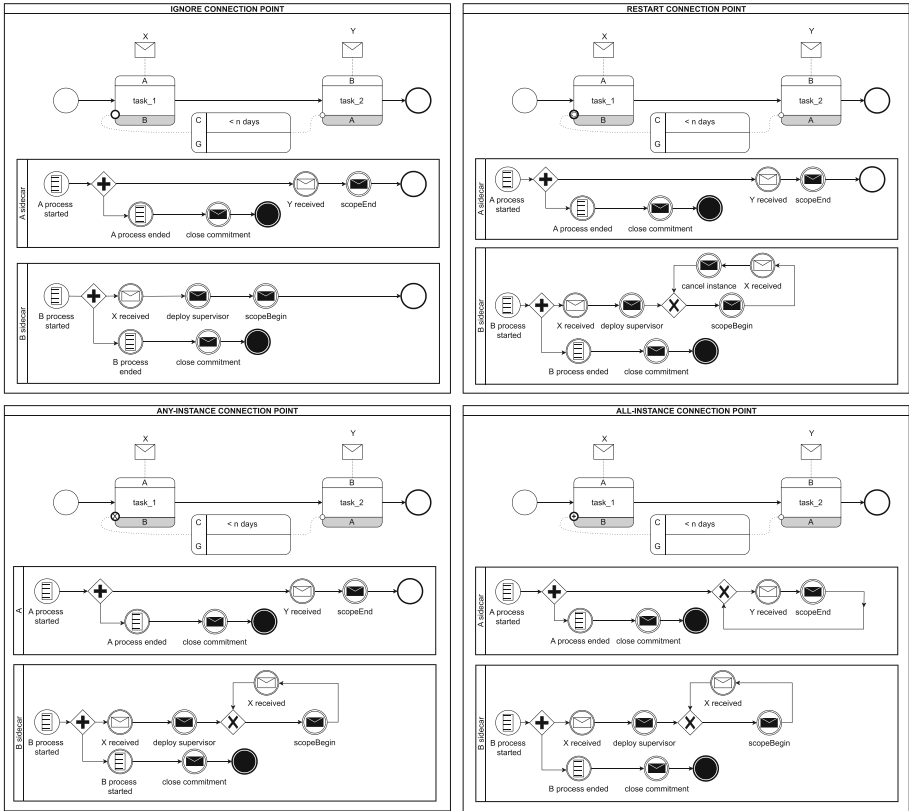 IGNORE CONNECTION POINT
X
Y
A
B
task_1
task_2
B
A
C
< n days
G
A sidecar
A process
started
Y received
scopeEnd
A process ended
close commitment
B sidecar
B process
started
X received
deploy supervisor
scopeBegin
B process
ended
close commitment
RESTART CONNECTION POINT
X
Y
A
B
task_1
task_2
B
A
C
< n days
G
A sidecar
A process
started
Y received
scopeEnd
A process ended
close commitment
B sidecar
cancel instance
X received
B process
started
X received
deploy supervisor
scopeBegin
B process ended
close commitment
ANY-INSTANCE CONNECTION POINT
X
Y
A
B
task_1
task_2
B
A
C
< n days
G
A
A process
started
Y received
scopeEnd
A process ended
close commitment
B sidecar
X received
B process
started
X received
deploy supervisor
scopeBegin
B process
started
close commitment
ALL-INSTANCE CONNECTION POINT
X
Y
A
B
task_1
task_2
B
A
C
< n days
G
A sidecar
A process
started
Y received
scopeEnd
A process ended
close commitment
B sidecar
X received
B process
started
X received
deploy supervisor
scopeBegin
B process ended
close commitment